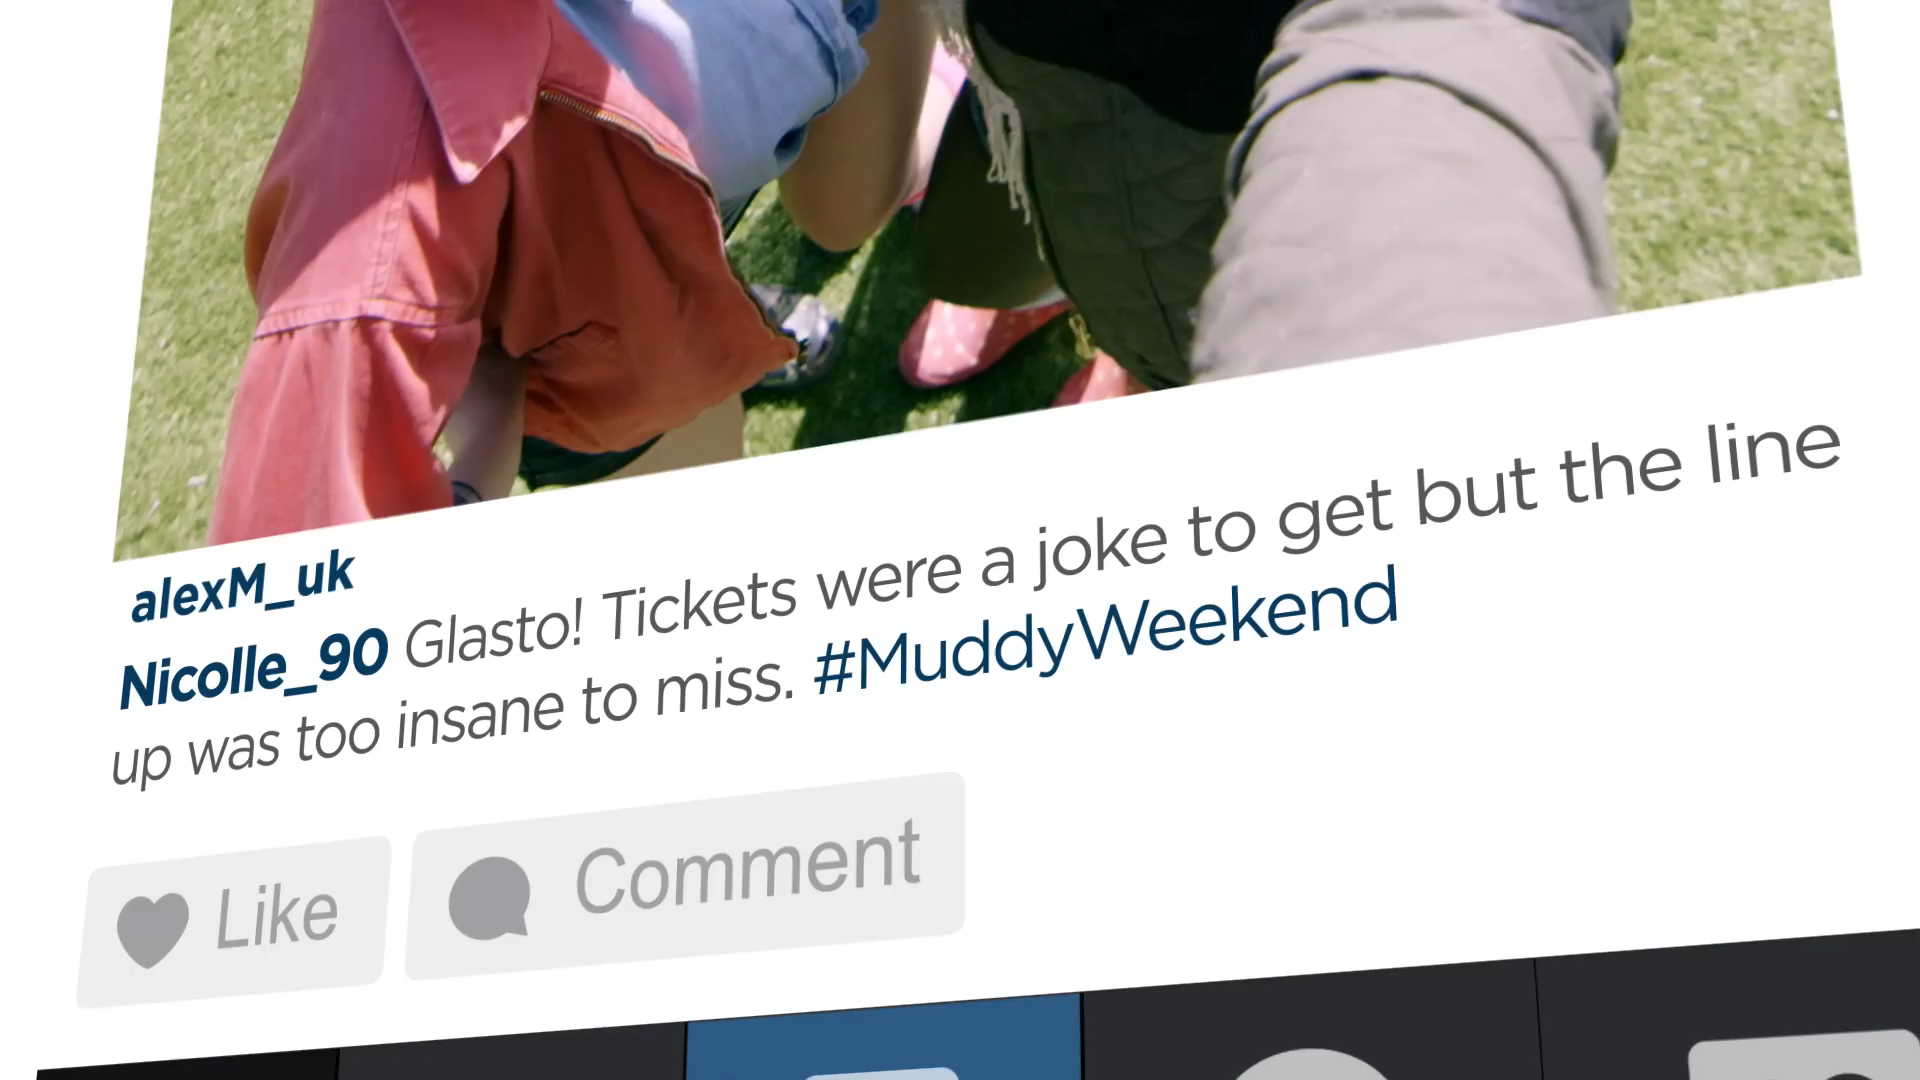 alexM_uk
Nicolle_90 Glasto! Tickets were a joke to get but the line
up was too insane to miss. #MuddyWeekend
Like
Comment